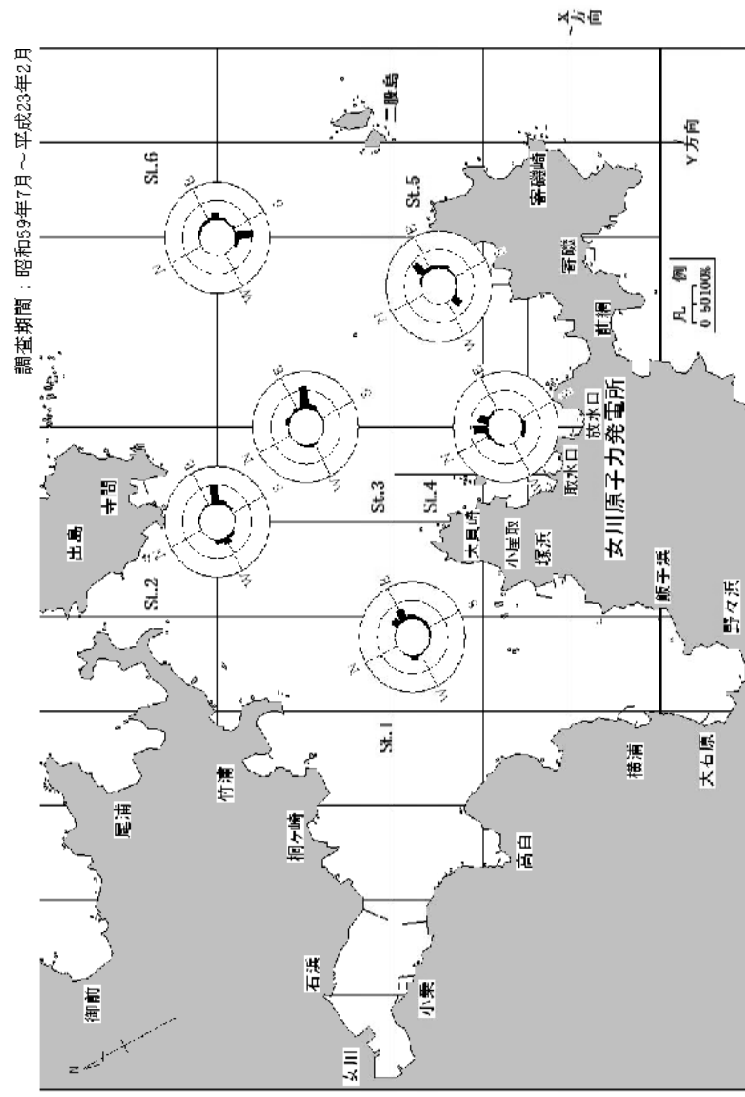 調査期間：昭和59年7月～平成23年2月
N
御前
尾浦
出島
寺間
St.2
St.6
竹浦
桐ヶ崎
石浜
女川
小乗
高白
St.1
St.3
St.4
St.5
二股島
大貝崎
小屋取
塚浜
取水口
放水口
女川原子力発電所
前網
寄磯
寄磯崎
飯子浜
野々浜
横浦
大石原
N
E
S
W
N
E
S
W
N
E
S
W
N
E
S
W
N
E
S
W
N
E
S
W
X方向
Y方向
凡 例
0 50100%